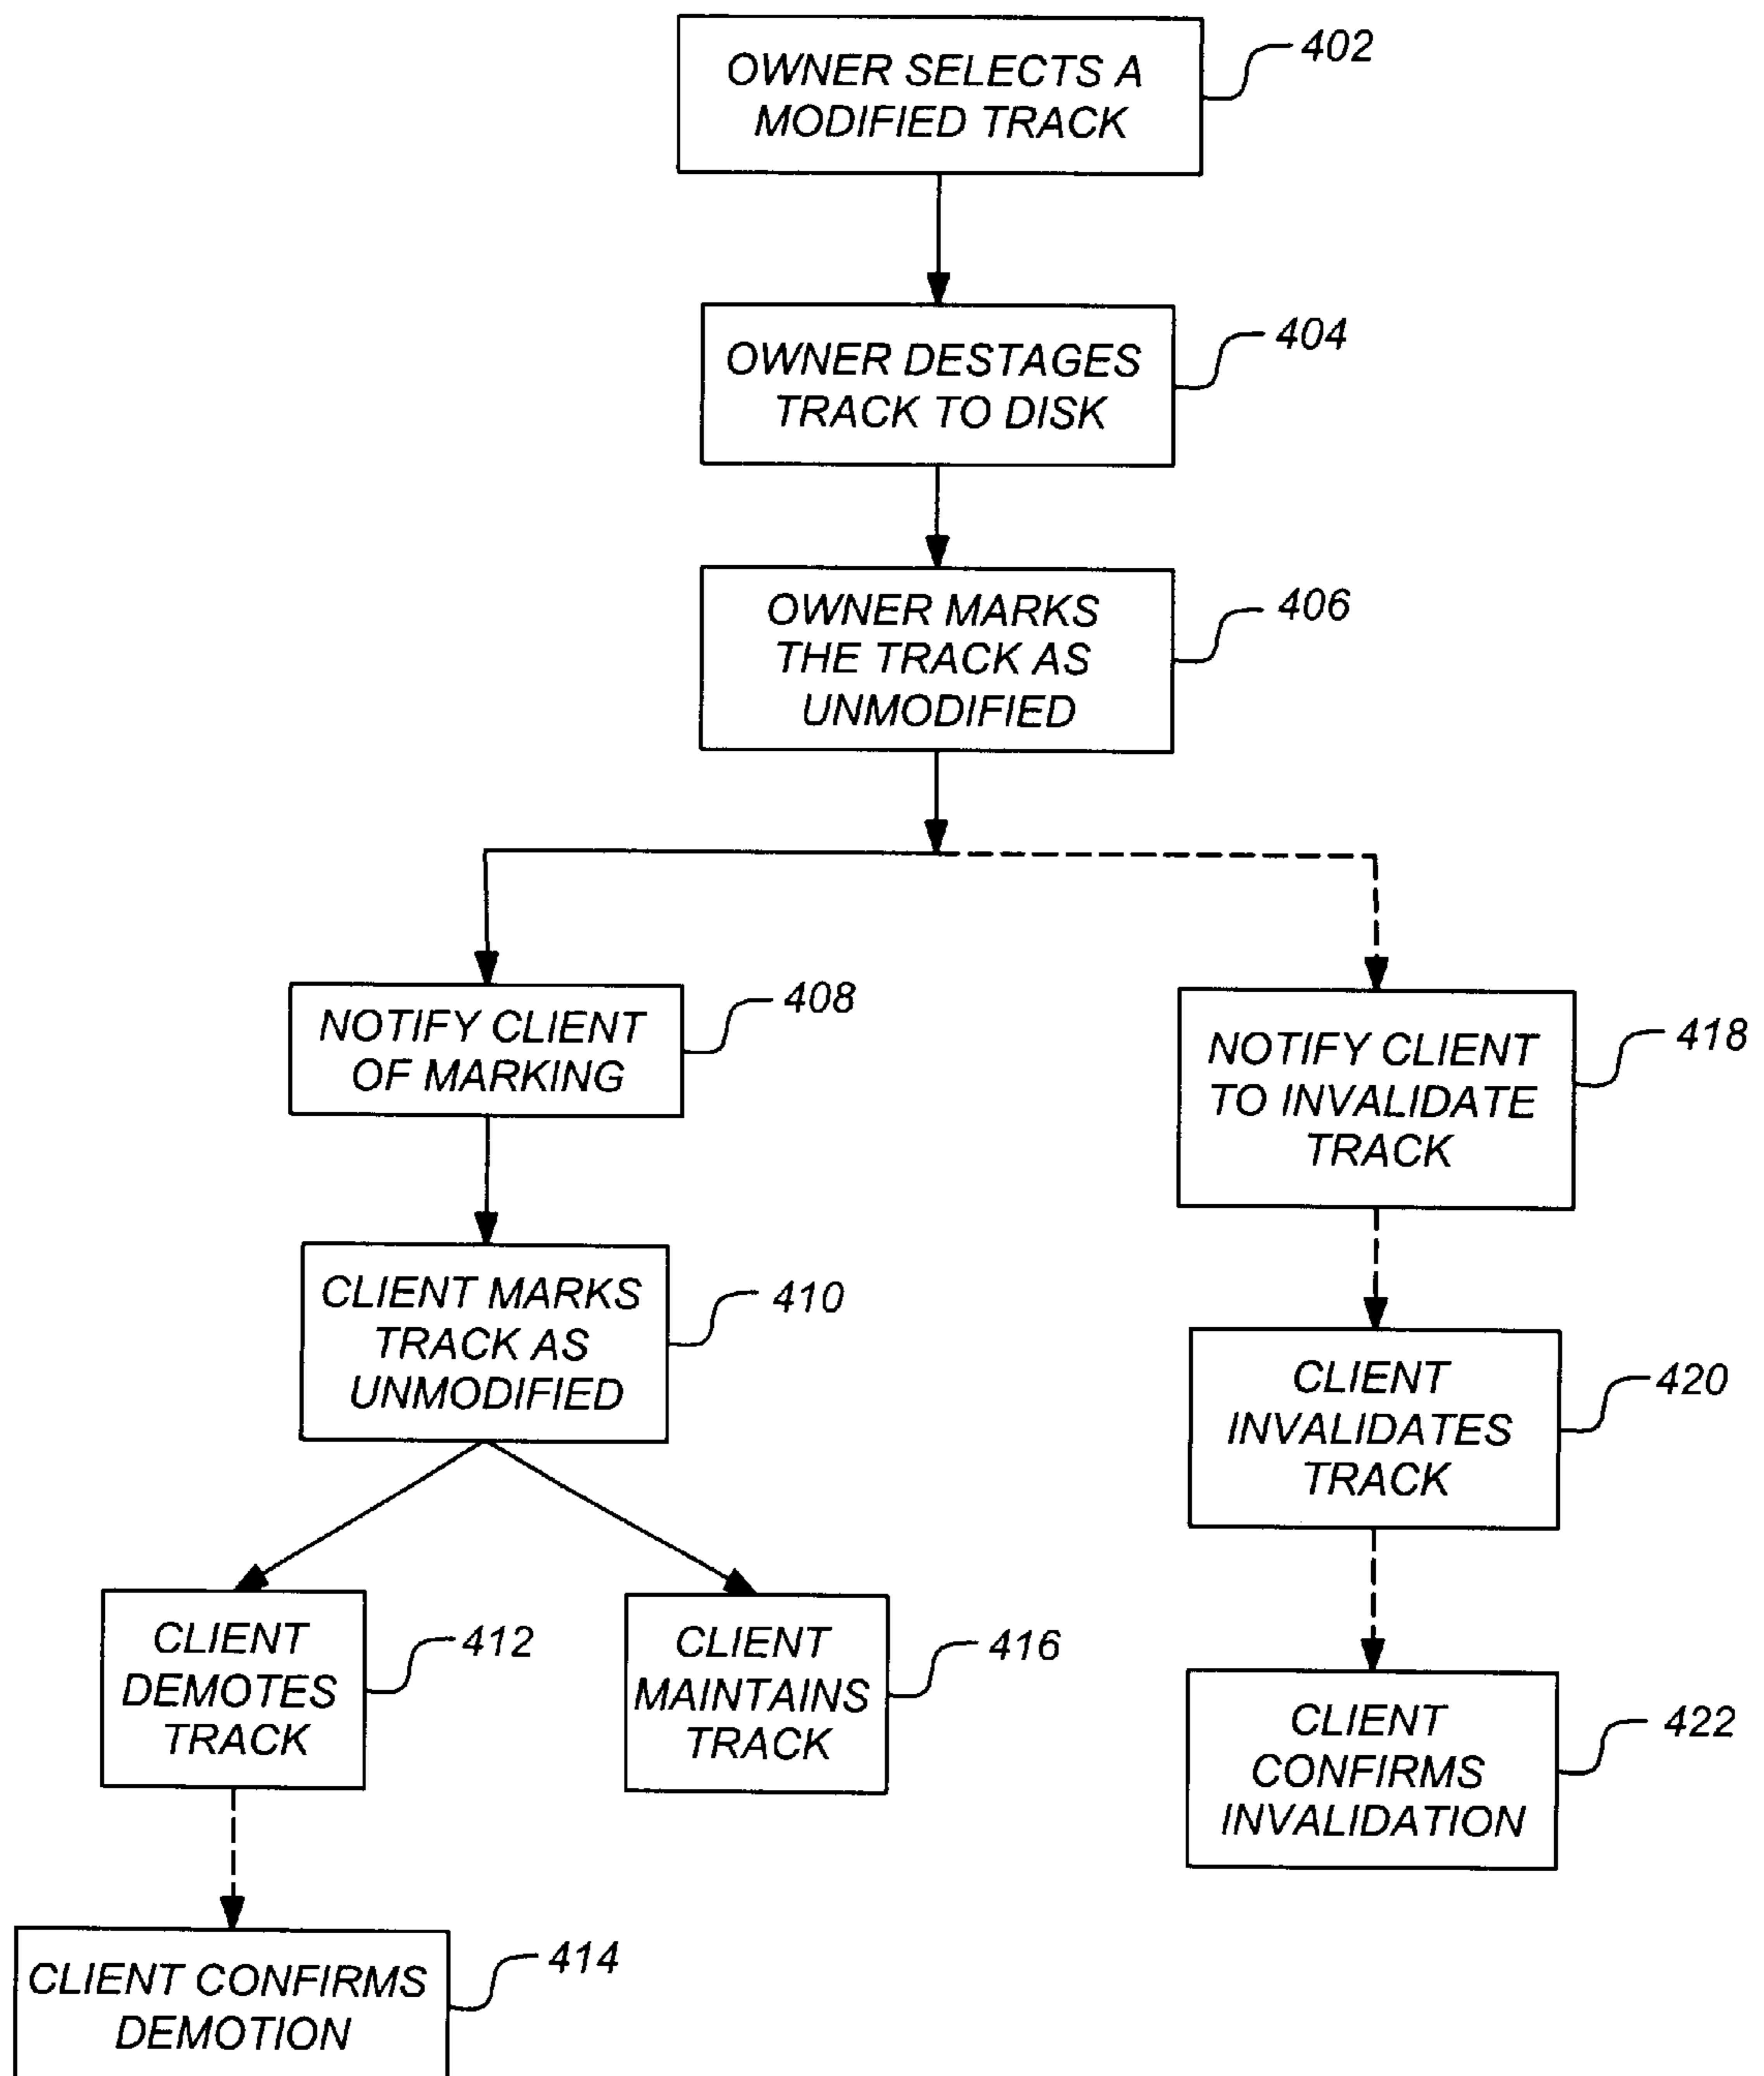 OWNER SELECTS A
MODIFIED TRACK
402
OWNER DESTAGES
TRACK TO DISK
404
OWNER MARKS
THE TRACK AS
UNMODIFIED
406
NOTIFY CLIENT
OF MARKING
408
NOTIFY CLIENT
TO INVALIDATE
TRACK
418
CLIENT MARKS
TRACK AS
UNMODIFIED
410
CLIENT
INVALIDATES
TRACK
420
CLIENT
DEMOTES
TRACK
412
CLIENT
MAINTAINS
TRACK
416
CLIENT
CONFIRMS
INVALIDATION
422
CLIENT CONFIRMS
DEMOTION
414